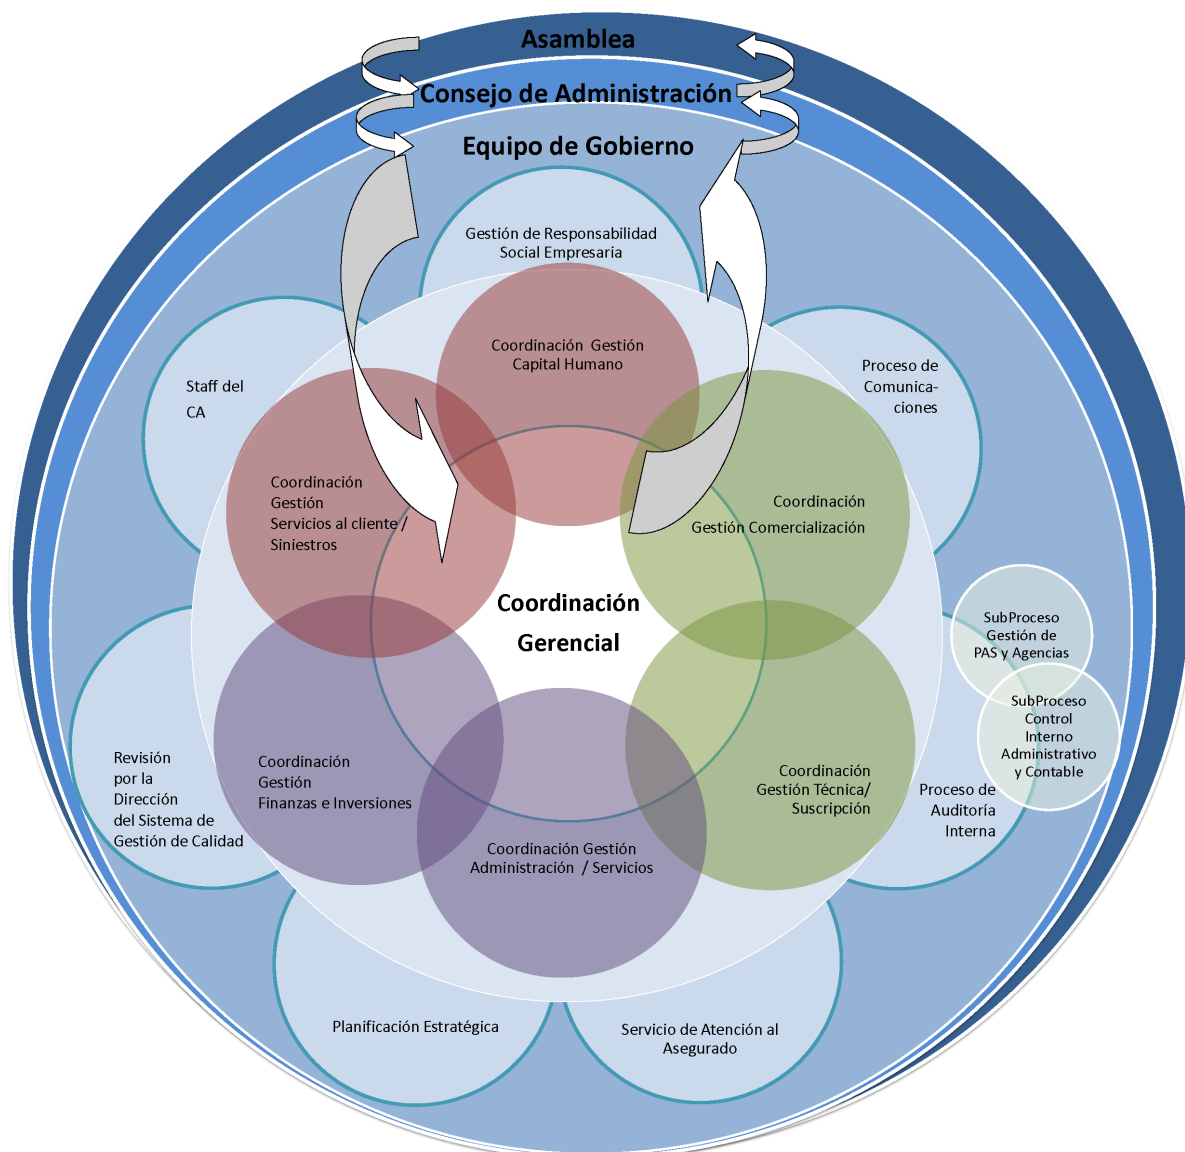 Asamblea
Consejo de Administración
Equipo de Gobierno
Gestión de Responsabilidad
Social Empresaria
Coordinación Gestión
Capital Humano
Staff del
CA
Proceso de
Comunica-
ciones
Coordinación
Gestión
Servicios al cliente /
Siniestros
Coordinación
Gestión Comercialización
Coordinación
Gerencial
SubProceso
Gestión de
PAS y Agencias
SubProceso
Control
Interno
Administrativo
y Contable
Revisión
por la
Dirección
del Sistema de
Gestión de Calidad
Coordinación
Gestión
Finanzas e Inversiones
Coordinación
Gestión Técnica/
Suscripción
Proceso de
Auditoría
Interna
Coordinación Gestión
Administración / Servicios
Planificación Estratégica
Servicio de Atención al
Asegurado